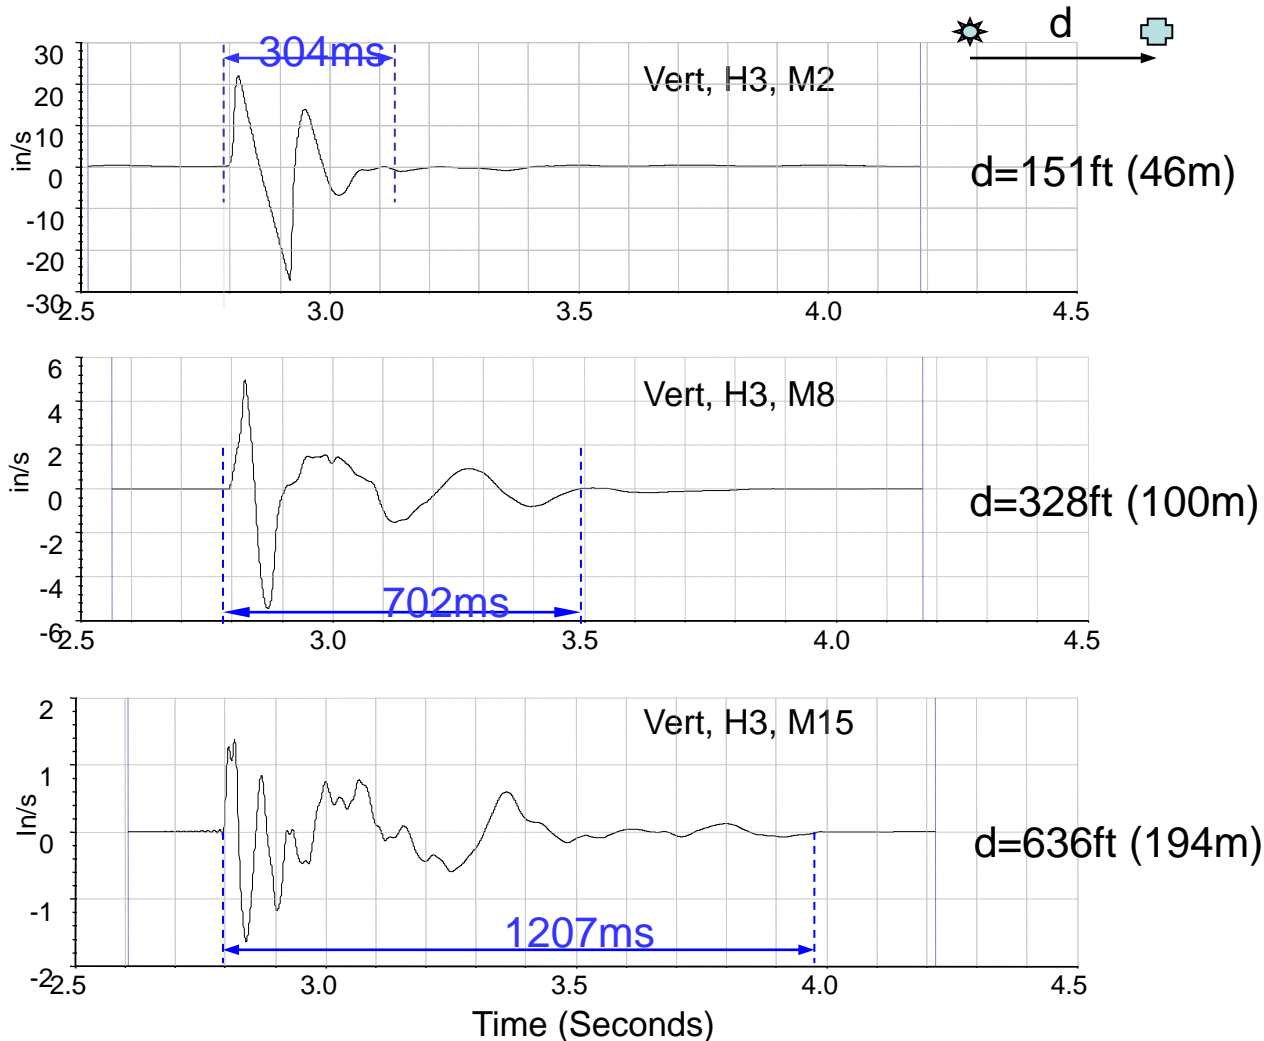 d
304ms
Vert, H3, M2
30
20
10
0
-10
-20
-30
in/s
2.5 3.0 3.5 4.0 4.5
d=151ft (46m)
Vert, H3, M8
6
4
2
0
-2
-4
-6
in/s
702ms
2.5 3.0 3.5 4.0 4.5
d=328ft (100m)
Vert, H3, M15
2
1
0
-1
-2
In/s
1207ms
2.5 3.0 3.5 4.0 4.5
d=636ft (194m)
Time (Seconds)